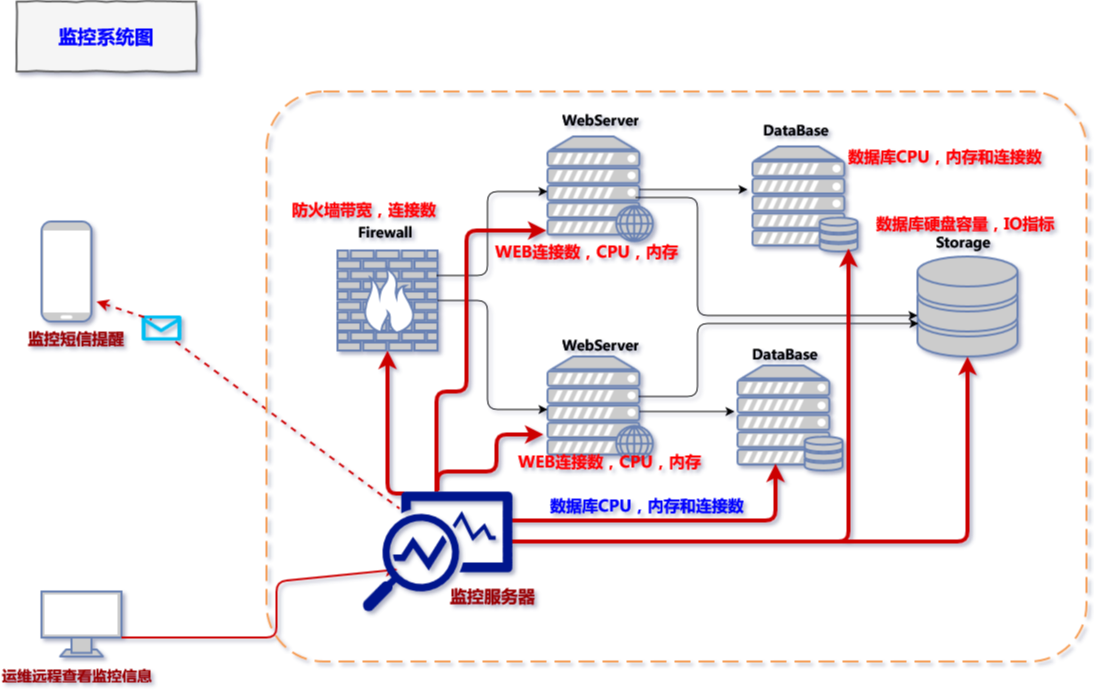 监控系统图
WebServer
DataBase
数据库CPU，内存和连接数
防火墙带宽，连接数
Firewall
WEB连接数，CPU，内存
数据库硬盘容量，IO指标
Storage
监控短信提醒
WebServer
DataBase
WEB连接数，CPU，内存
数据库CPU，内存和连接数
监控服务器
运维远程查看监控信息